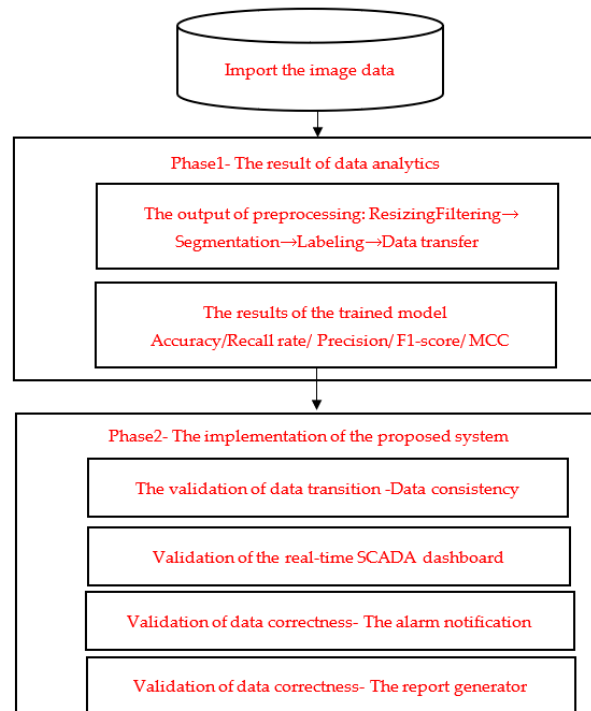 Import the image data
Phase1- The result of data analytics
The output of preprocessing: ResizingFiltering→
Segmentation→Labeling→Data transfer
The results of the trained model
Accuracy/Recall rate/ Precision/ F1-score/ MCC
Phase2- The implementation of the proposed system
The validation of data transition -Data consistency
Validation of the real-time SCADA dashboard
Validation of data correctness- The alarm notification
Validation of data correctness- The report generator